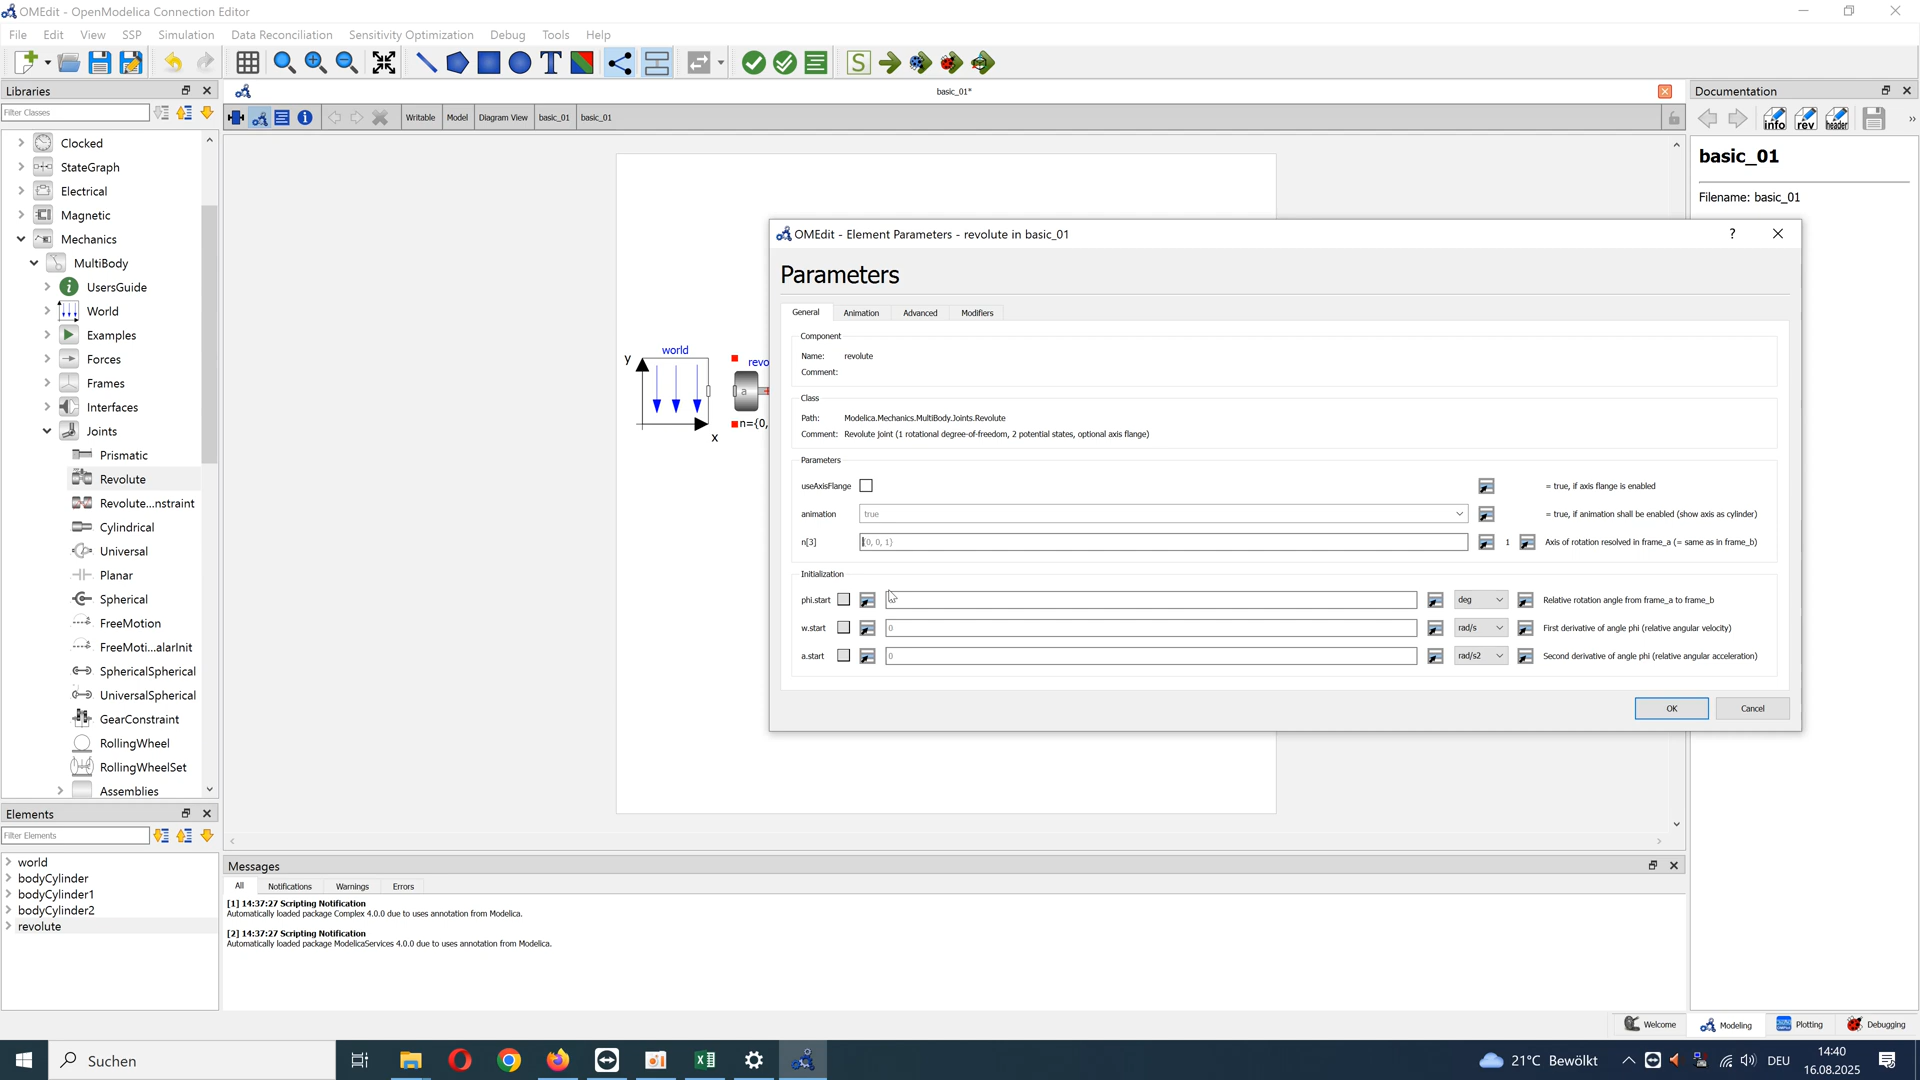 OMEdit - OpenModelica Connection Editor
File Edit View SSP Simulation Data Reconciliation Sensitivity Optimization Debug Tools Help
Libraries
Filter Classes
Clocked
StateGraph
Electrical
Magnetic
Mechanics
MultiBody
UsersGuide
World
Examples
Forces
Frames
Interfaces
Joints
Prismatic
Revolute
Revolute...nstraint
Cylindrical
Universal
Planar
Spherical
FreeMotion
FreeMoti...alarInit
SphericalSpherical
UniversalSpherical
GearConstraint
RollingWheel
RollingWheelSet
Assemblies
Elements
Filter Elements
world
bodyCylinder
bodyCylinder1
bodyCylinder2
revolute
basic_01*
Writable Model Diagram View basic_01 basic_01
world
y
x
revo
a
n={0,
OMEdit - Element Parameters - revolute in basic_01
?
Parameters
General Animation Advanced Modifiers
Component
Name: revolute
Comment:
Class
Path: Modelica.Mechanics.MultiBody.Joints.Revolute
Comment: Revolute joint (1 rotational degree-of-freedom, 2 potential states, optional axis flange)
Parameters
useAxisFlange = true, if axis flange is enabled
animation true = true, if animation shall be enabled (show axis as cylinder)
n[3] {0, 0, 1} 1 Axis of rotation resolved in frame_a (= same as in frame_b)
Initialization
phi.start deg Relative rotation angle from frame_a to frame_b
w.start 0 rad/s First derivative of angle phi (relative angular velocity)
a.start 0 rad/s2 Second derivative of angle phi (relative angular acceleration)
OK Cancel
Documentation
info rev header
»
basic_01
Filename: basic_01
Messages
All Notifications Warnings Errors
[1] 14:37:27 Scripting Notification
Automatically loaded package Complex 4.0.0 due to uses annotation from Modelica.
[2] 14:37:27 Scripting Notification
Automatically loaded package ModelicaServices 4.0.0 due to uses annotation from Modelica.
Welcome Modeling Plotting Debugging
Suchen
21°C Bewölkt
DEU
14:40
16.08.2025